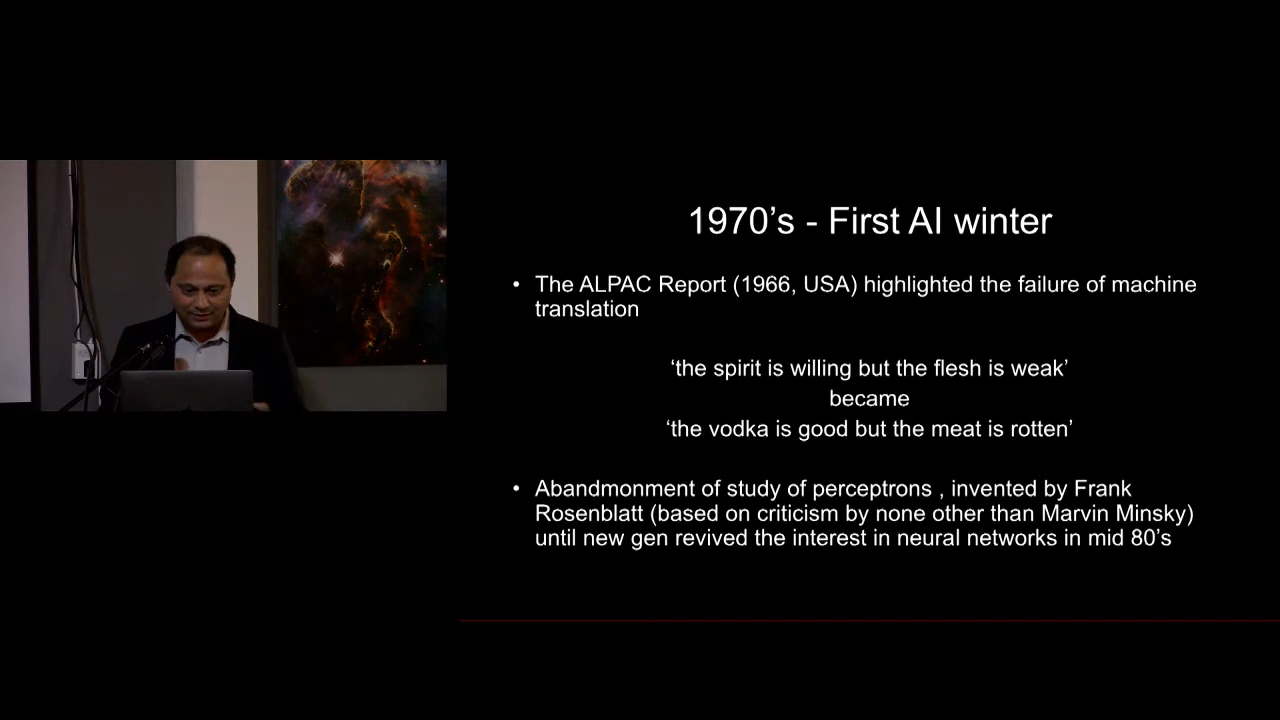 1970’s - First AI winter
• The ALPAC Report (1966, USA) highlighted the failure of machine
translation
‘the spirit is willing but the flesh is weak’
became
‘the vodka is good but the meat is rotten’
• Abandmonment of study of perceptrons , invented by Frank
Rosenblatt (based on criticism by none other than Marvin Minsky)
until new gen revived the interest in neural networks in mid 80’s